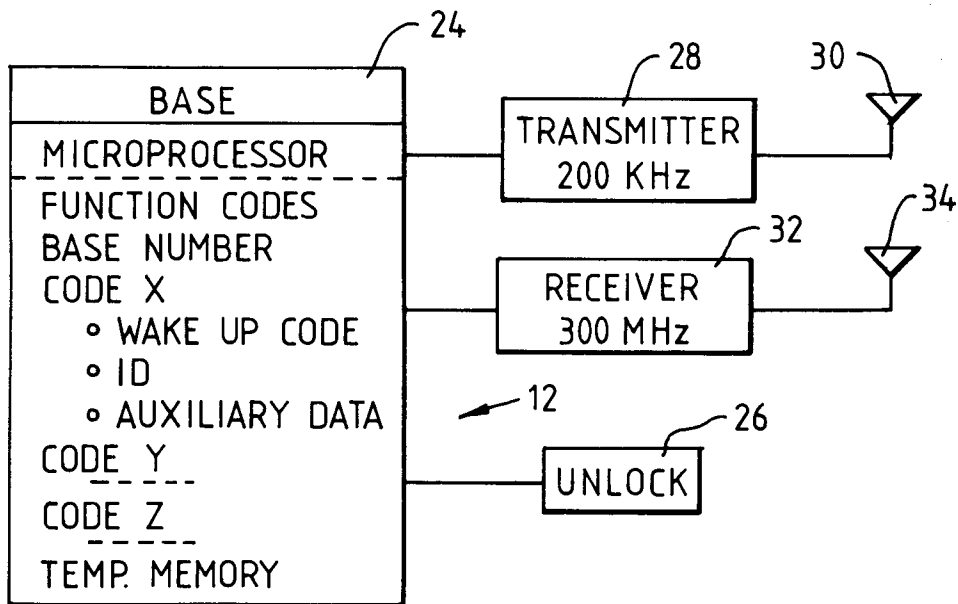 24
BASE
MICROPROCESSOR
FUNCTION CODES
BASE NUMBER
CODE X
WAKE UP CODE
ID
AUXILIARY DATA
CODE Y
CODE Z
TEMP. MEMORY
28
TRANSMITTER
200 KHz
30
32
RECEIVER
300 MHz
34
12
26
UNLOCK